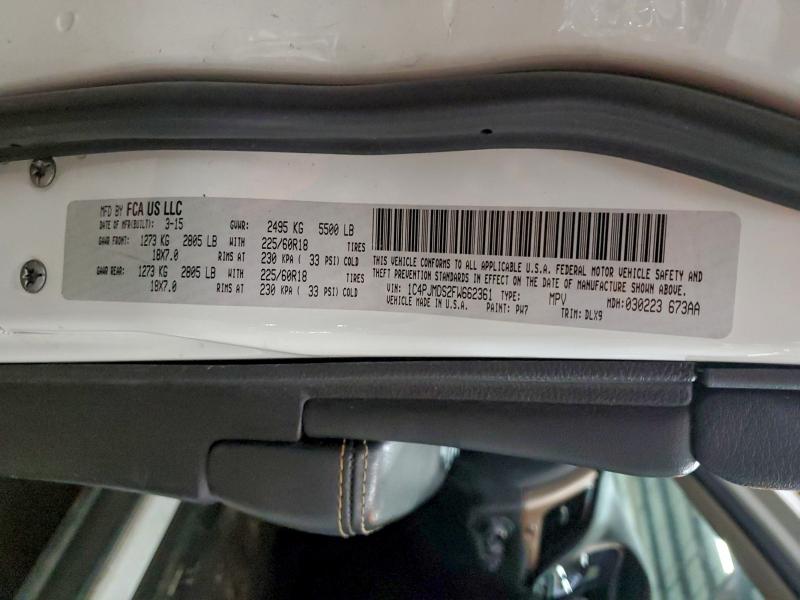 MFD BY FCA US LLC
DATE OF MFR(BUILT): 3-15 GVWR: 2495 KG 5500 LB
GAWR FRONT: 1273 KG 2805 LB WITH 225/60R18 TIRES
18X7.0 RIMS AT 230 KPA ( 33 PSI) COLD
GAWR REAR: 1273 KG 2805 LB WITH 225/60R18 TIRES
18X7.0 RIMS AT 230 KPA ( 33 PSI) COLD
THIS VEHICLE CONFORMS TO ALL APPLICABLE U.S.A. FEDERAL MOTOR VEHICLE SAFETY AND
THEFT PREVENTION STANDARDS IN EFFECT ON THE DATE OF MANUFACTURE SHOWN ABOVE.
VIN: 1C4PJMDS2FW662361 TYPE: MPV MDH: 030223 673AA
VEHICLE MADE IN U.S.A. PAINT: PW7 TRIM: DLX9